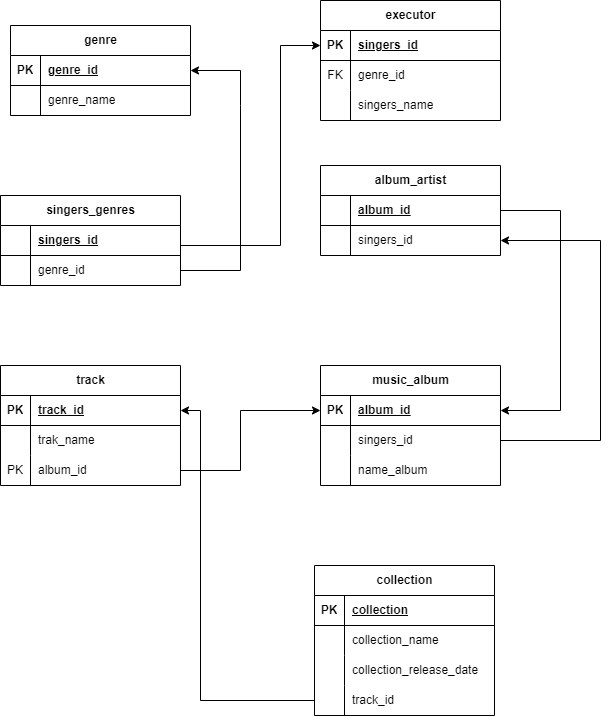 genre
PK genre_id
genre_name
executor
PK singers_id
FK genre_id
singers_name
singers_genres
singers_id
genre_id
album_artist
album_id
singers_id
track
PK track_id
trak_name
PK album_id
music_album
PK album_id
singers_id
name_album
collection
PK collection
collection_name
collection_release_date
track_id